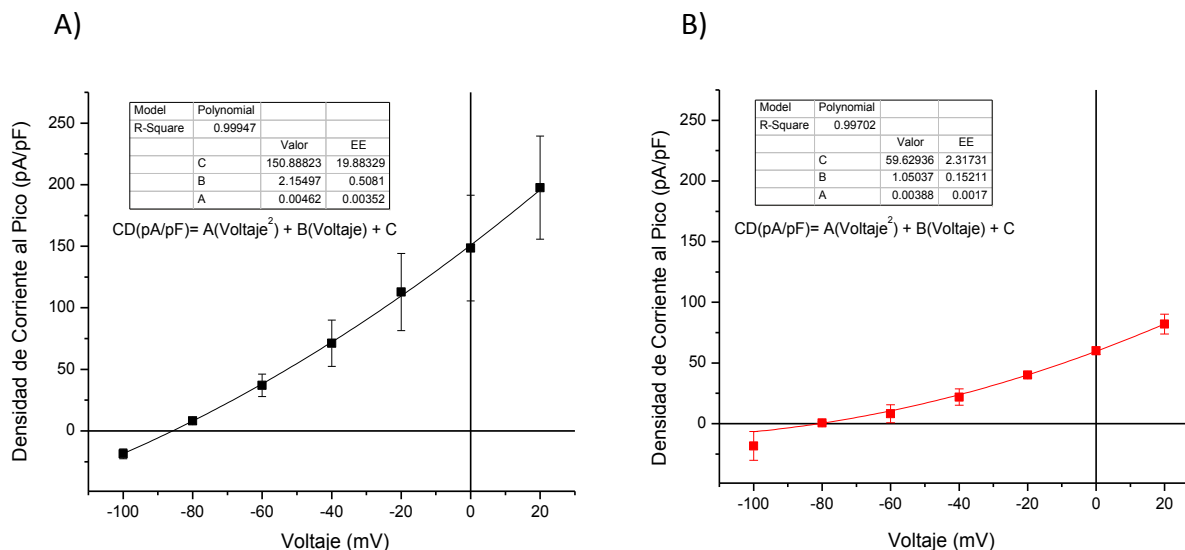 A)
Densidad de Corriente al Pico (pA/pF)
250
200
150
100
50
0
Model Polynomial
R-Square 0.99947
Valor EE
C 150.88823 19.88329
B 2.15497 0.5081
A 0.00462 0.00352
CD(pA/pF)= A(Voltaje²) + B(Voltaje) + C
-100 -80 -60 -40 -20 0 20
Voltaje (mV)
B)
Densidad de Corriente al Pico (pA/pF)
250
200
150
100
50
0
Model Polynomial
R-Square 0.99702
Valor EE
C 59.62936 2.31731
B 1.05037 0.15211
A 0.00388 0.0017
CD(pA/pF)= A(Voltaje²) + B(Voltaje) + C
-100 -80 -60 -40 -20 0 20
Voltaje (mV)